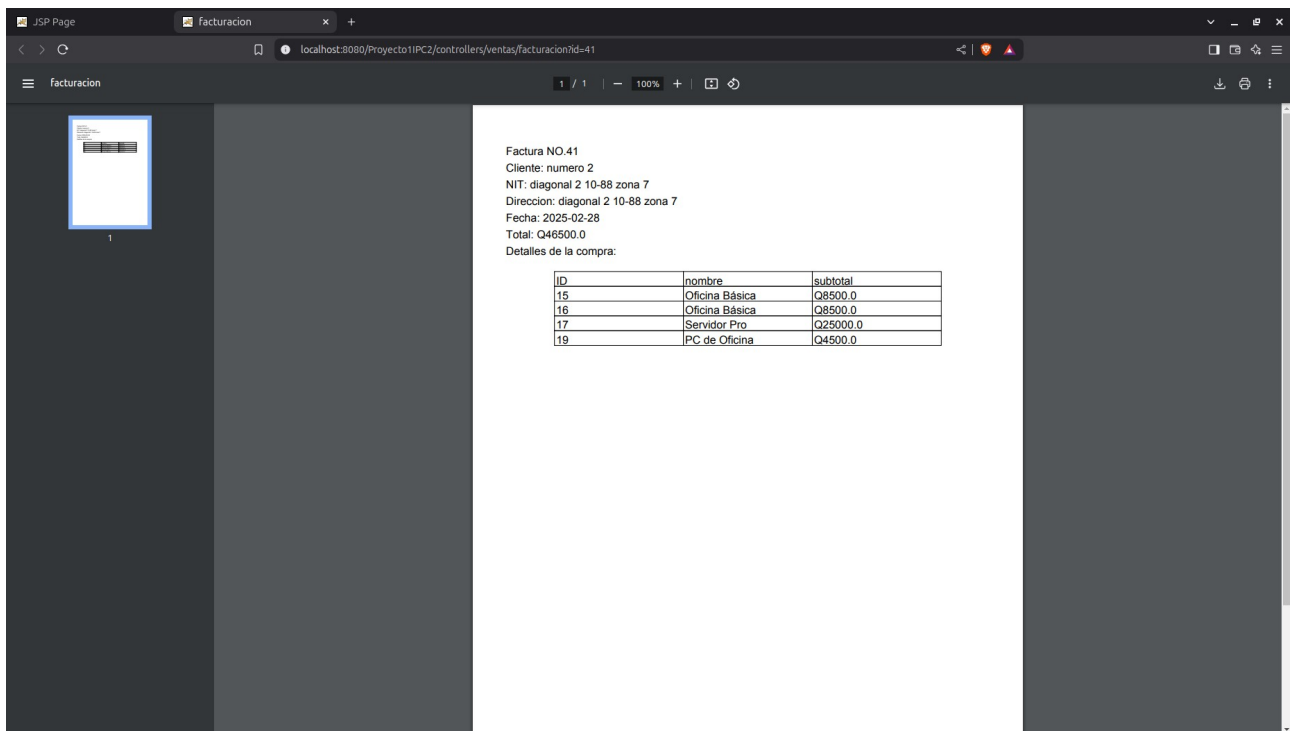 JSP Page
facturacion
localhost:8080/Proyecto1IPC2/controllers/ventas/facturacion?id=41
facturacion
1 / 1
100%
1
Factura NO.41
Cliente: numero 2
NIT: diagonal 2 10-88 zona 7
Direccion: diagonal 2 10-88 zona 7
Fecha: 2025-02-28
Total: Q46500.0
Detalles de la compra:
ID nombre subtotal
15 Oficina Básica Q8500.0
16 Oficina Básica Q8500.0
17 Servidor Pro Q25000.0
19 PC de Oficina Q4500.0